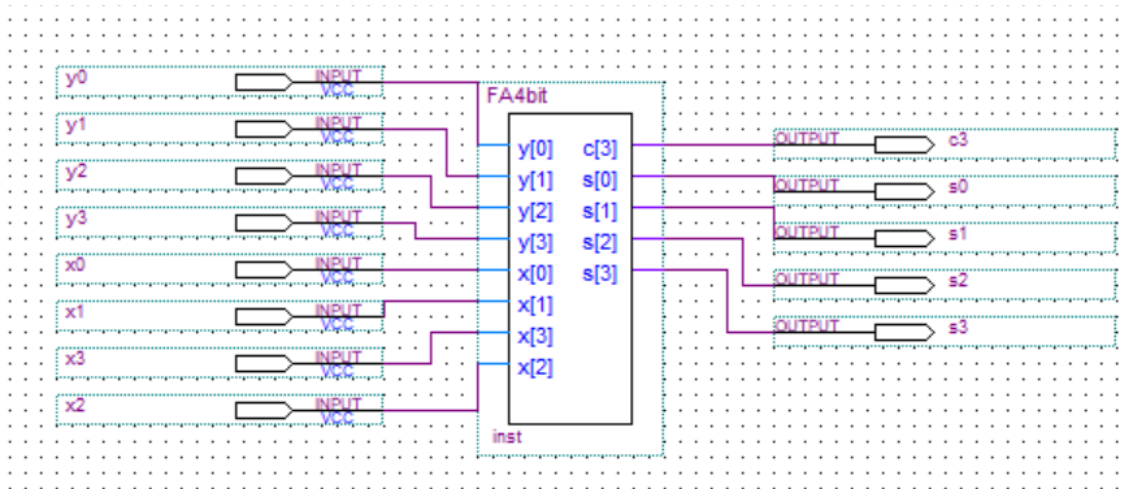 y0 INPUT VCC
y1 INPUT VCC
y2 INPUT VCC
y3 INPUT VCC
x0 INPUT VCC
x1 INPUT VCC
x3 INPUT VCC
x2 INPUT VCC
FA4bit
y[0] c[3]
y[1] s[0]
y[2] s[1]
y[3] s[2]
x[0] s[3]
x[1]
x[3]
x[2]
inst
OUTPUT c3
OUTPUT s0
OUTPUT s1
OUTPUT s2
OUTPUT s3